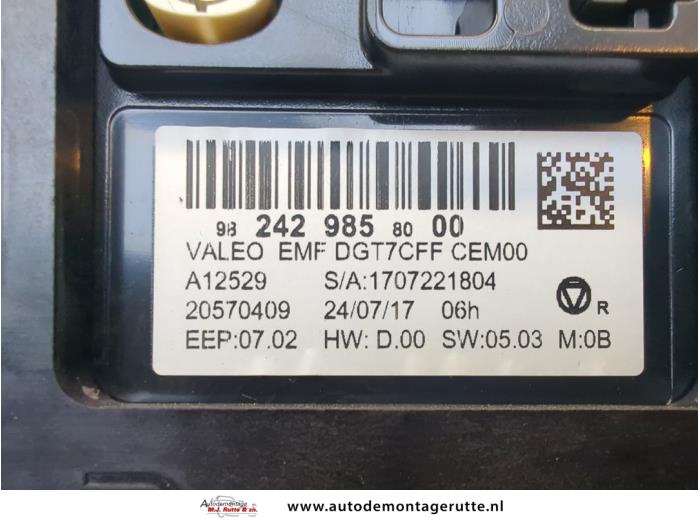 98 242 985 80 00
VALEO EMF DGT7CFF CEM00
A12529 S/A:1707221804
20570409 24/07/17 06h
R
EEP:07.02 HW: D.00 SW:05.03 M:0B
Autodemontage
M.J. Rutte & zn.
www.autodemontagerutte.nl